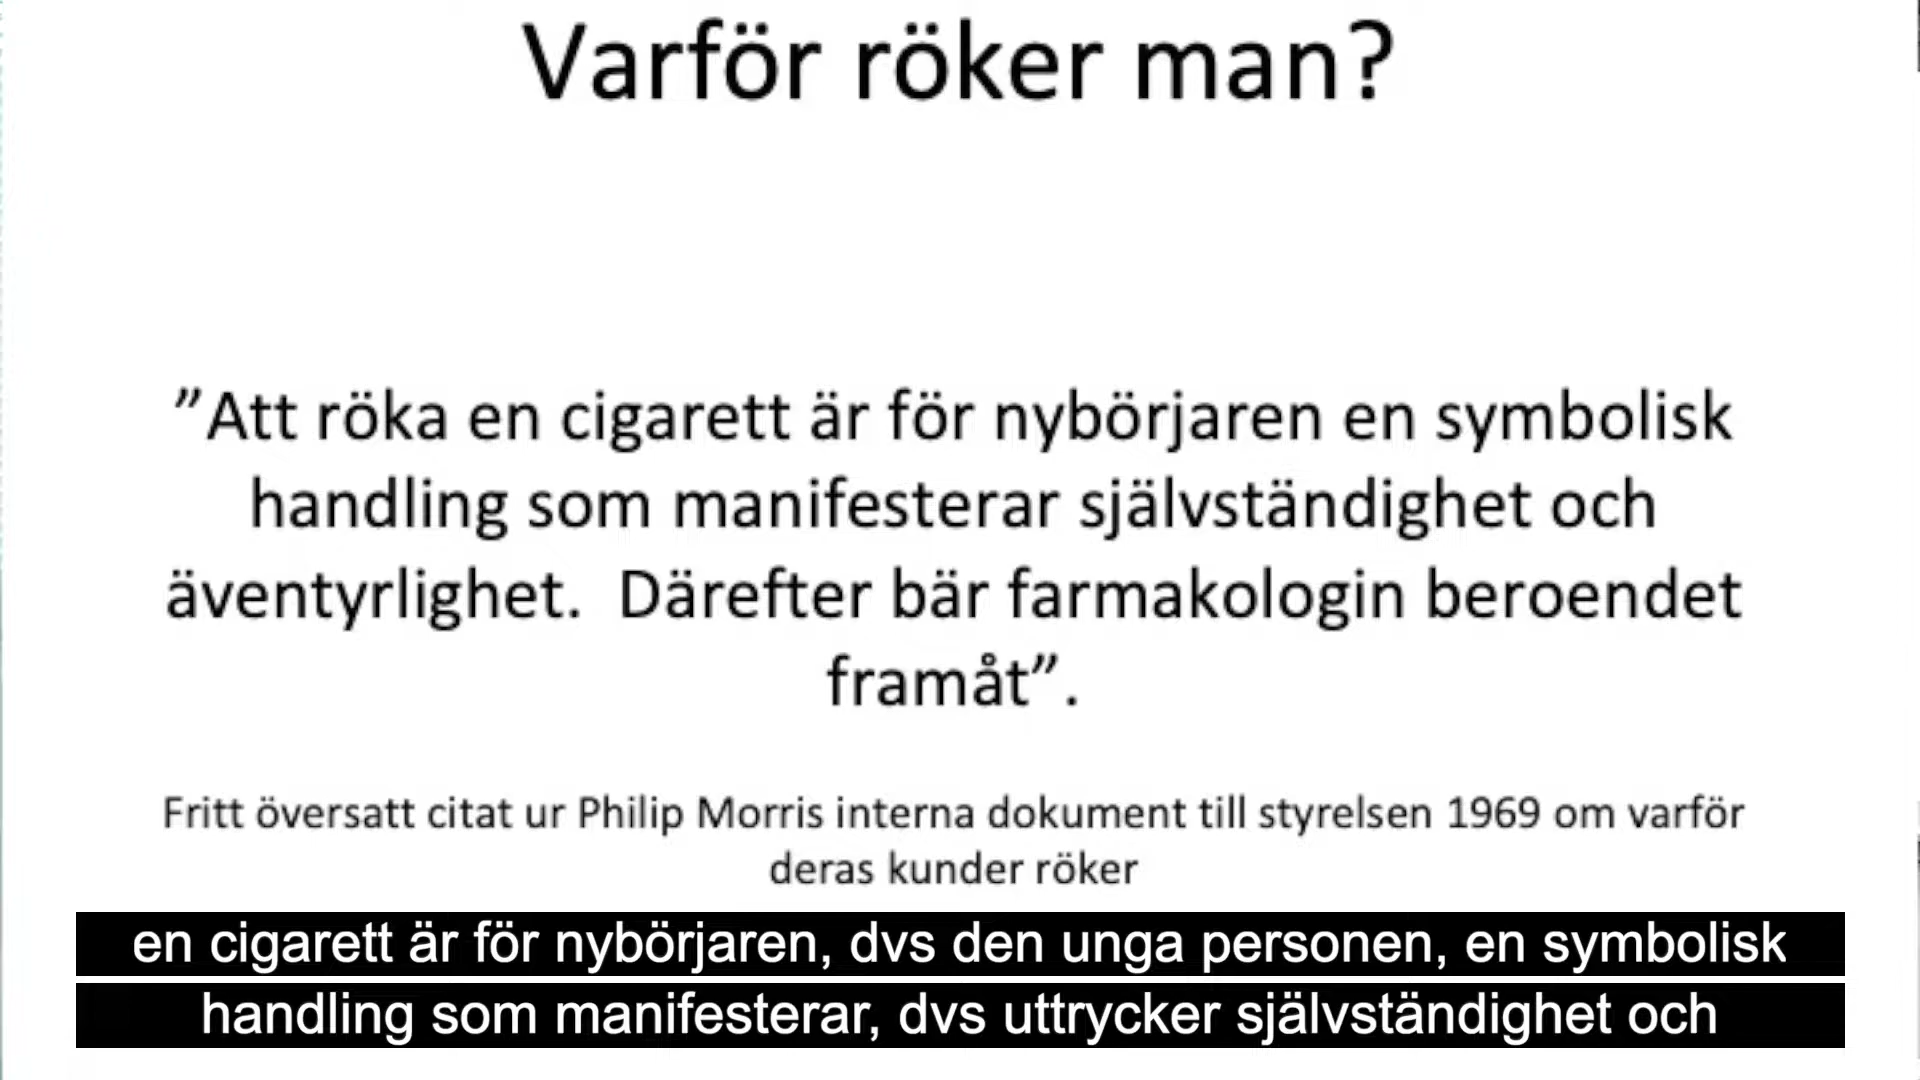 Varför röker man?
”Att röka en cigarett är för nybörjaren en symbolisk
handling som manifesterar självständighet och
äventyrlighet.  Därefter bär farmakologin beroendet
framåt”.
Fritt översatt citat ur Philip Morris interna dokument till styrelsen 1969 om varför
deras kunder röker
en cigarett är för nybörjaren, dvs den unga personen, en symbolisk
handling som manifesterar, dvs uttrycker självständighet och